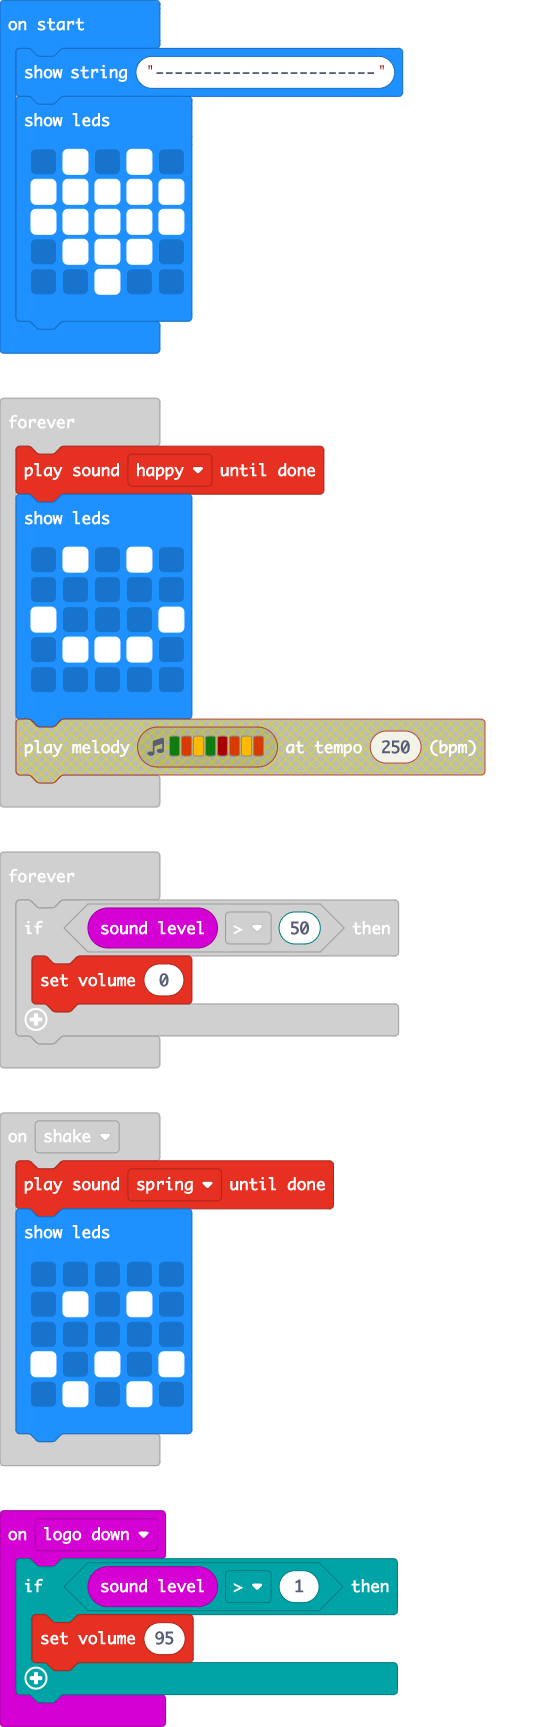 on start
show string "-----------------------"
show leds
forever
play sound happy until done
show leds
play melody at tempo 250 (bpm)
forever
if sound level > 50 then
set volume 0
on shake
play sound spring until done
show leds
on logo down
if sound level > 1 then
set volume 95